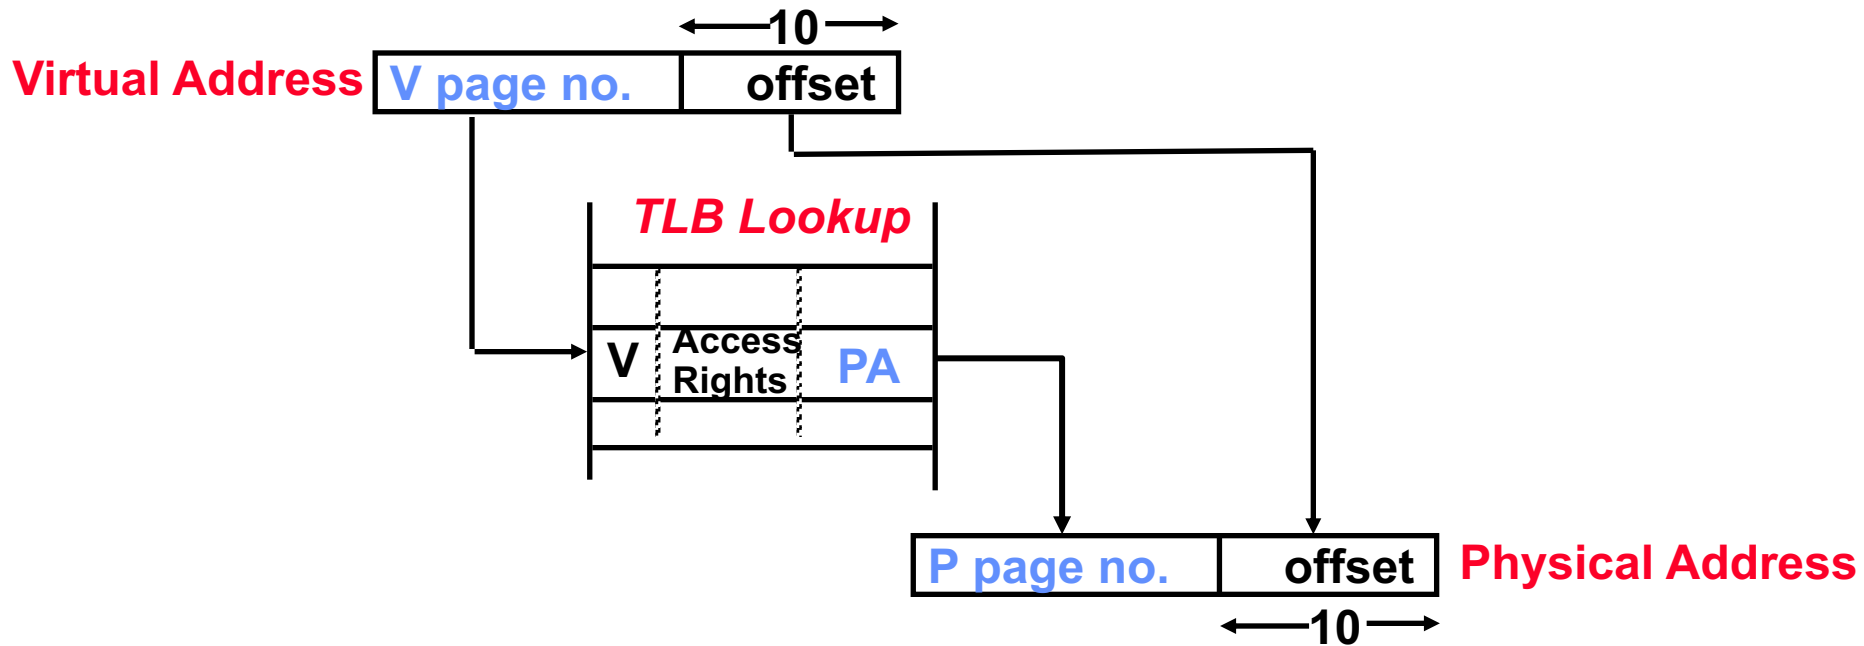 10
Virtual Address V page no. offset
TLB Lookup
V Access Rights PA
P page no. offset Physical Address
10